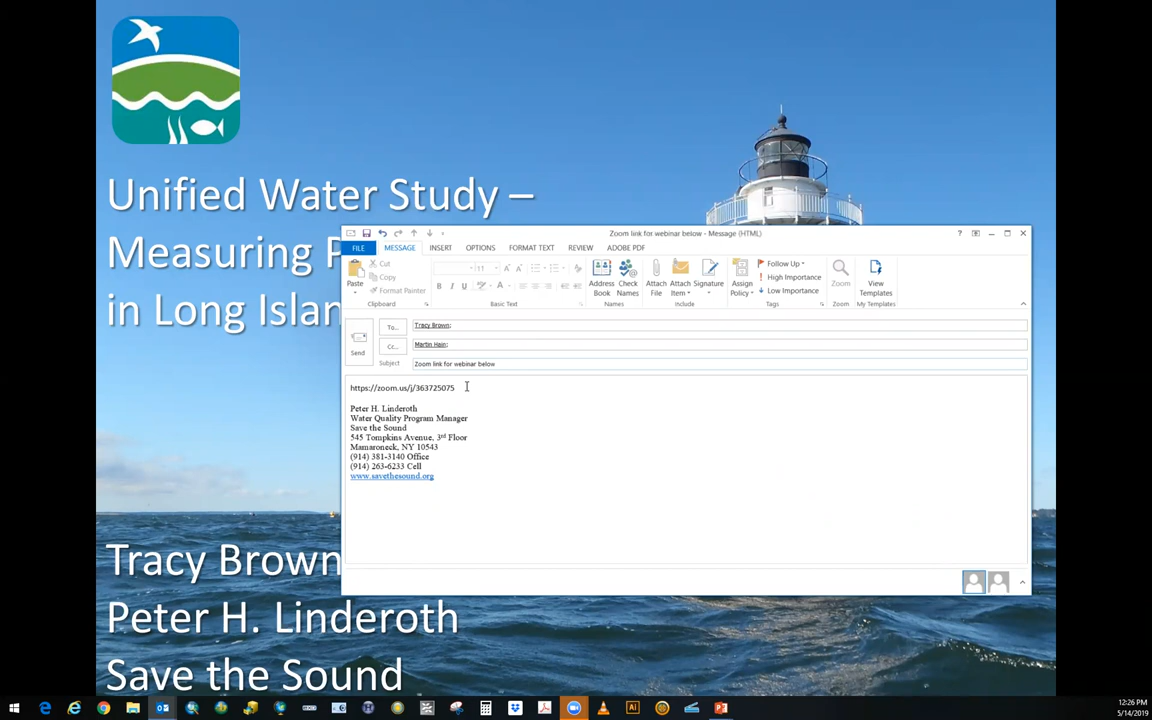 Unified Water Study –
Measuring P
in Long Islan
Tracy Brown
Peter H. Linderoth
Save the Sound
Zoom link for webinar below - Message (HTML)
FILE MESSAGE INSERT OPTIONS FORMAT TEXT REVIEW ADOBE PDF
Paste
Cut
Copy
Format Painter
Clipboard
11
B I U
Basic Text
Address Book
Check Names
Names
Attach File
Attach Item
Signature
Include
Assign Policy
Follow Up
High Importance
Low Importance
Tags
Zoom
Zoom
View Templates
My Templates
Send
To... Tracy Brown;
Cc... Martin Hain;
Subject Zoom link for webinar below
https://zoom.us/j/363725075
Peter H. Linderoth
Water Quality Program Manager
Save the Sound
545 Tompkins Avenue, 3rd Floor
Mamaroneck, NY 10543
(914) 381-3140 Office
(914) 263-6233 Cell
www.savethesound.org
12:26 PM
5/14/2019